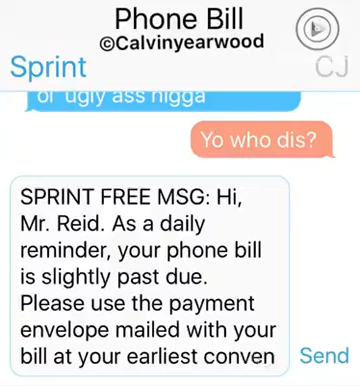 Phone Bill
©Calvinyearwood
Sprint
CJ
ol' ugly ass nigga
Yo who dis?
SPRINT FREE MSG: Hi,
Mr. Reid. As a daily
reminder, your phone bill
is slightly past due.
Please use the payment
envelope mailed with your
bill at your earliest conven
Send